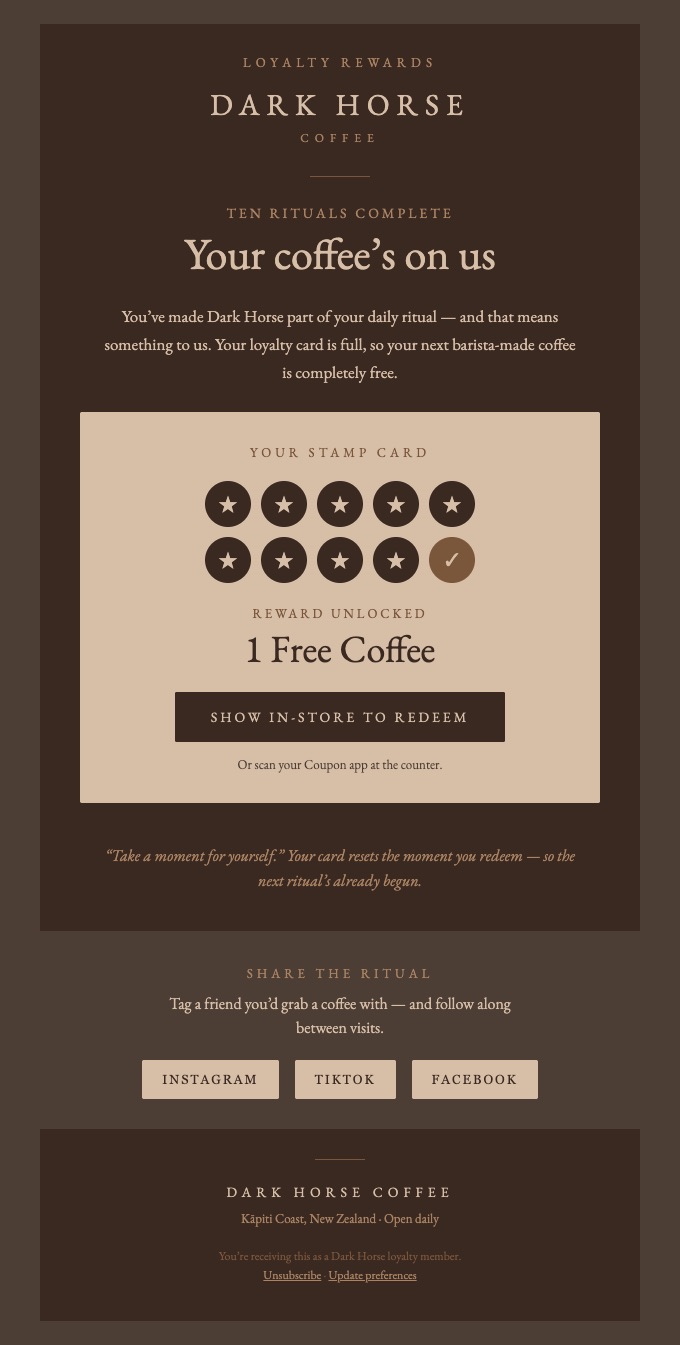 LOYALTY REWARDS
DARK HORSE
COFFEE
TEN RITUALS COMPLETE
Your coffee’s on us
You’ve made Dark Horse part of your daily ritual — and that means
something to us. Your loyalty card is full, so your next barista-made coffee
is completely free.
YOUR STAMP CARD
★ ★ ★ ★ ★
★ ★ ★ ★ ✓
REWARD UNLOCKED
1 Free Coffee
SHOW IN-STORE TO REDEEM
Or scan your Coupon app at the counter.
“Take a moment for yourself.” Your card resets the moment you redeem — so the
next ritual’s already begun.
SHARE THE RITUAL
Tag a friend you’d grab a coffee with — and follow along
between visits.
INSTAGRAM TIKTOK FACEBOOK
DARK HORSE COFFEE
Kāpiti Coast, New Zealand · Open daily
You’re receiving this as a Dark Horse loyalty member.
Unsubscribe · Update preferences